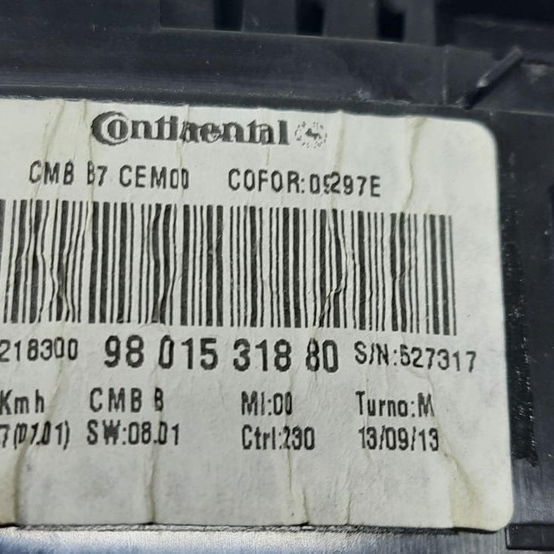 Continental
CMB B7 CEM00 COFOR:09297E
218300 98 015 318 80 S/N:527317
Kmh CMB B MI:00 Turno:M
SW:08.01 Ctrl:230 13/09/13